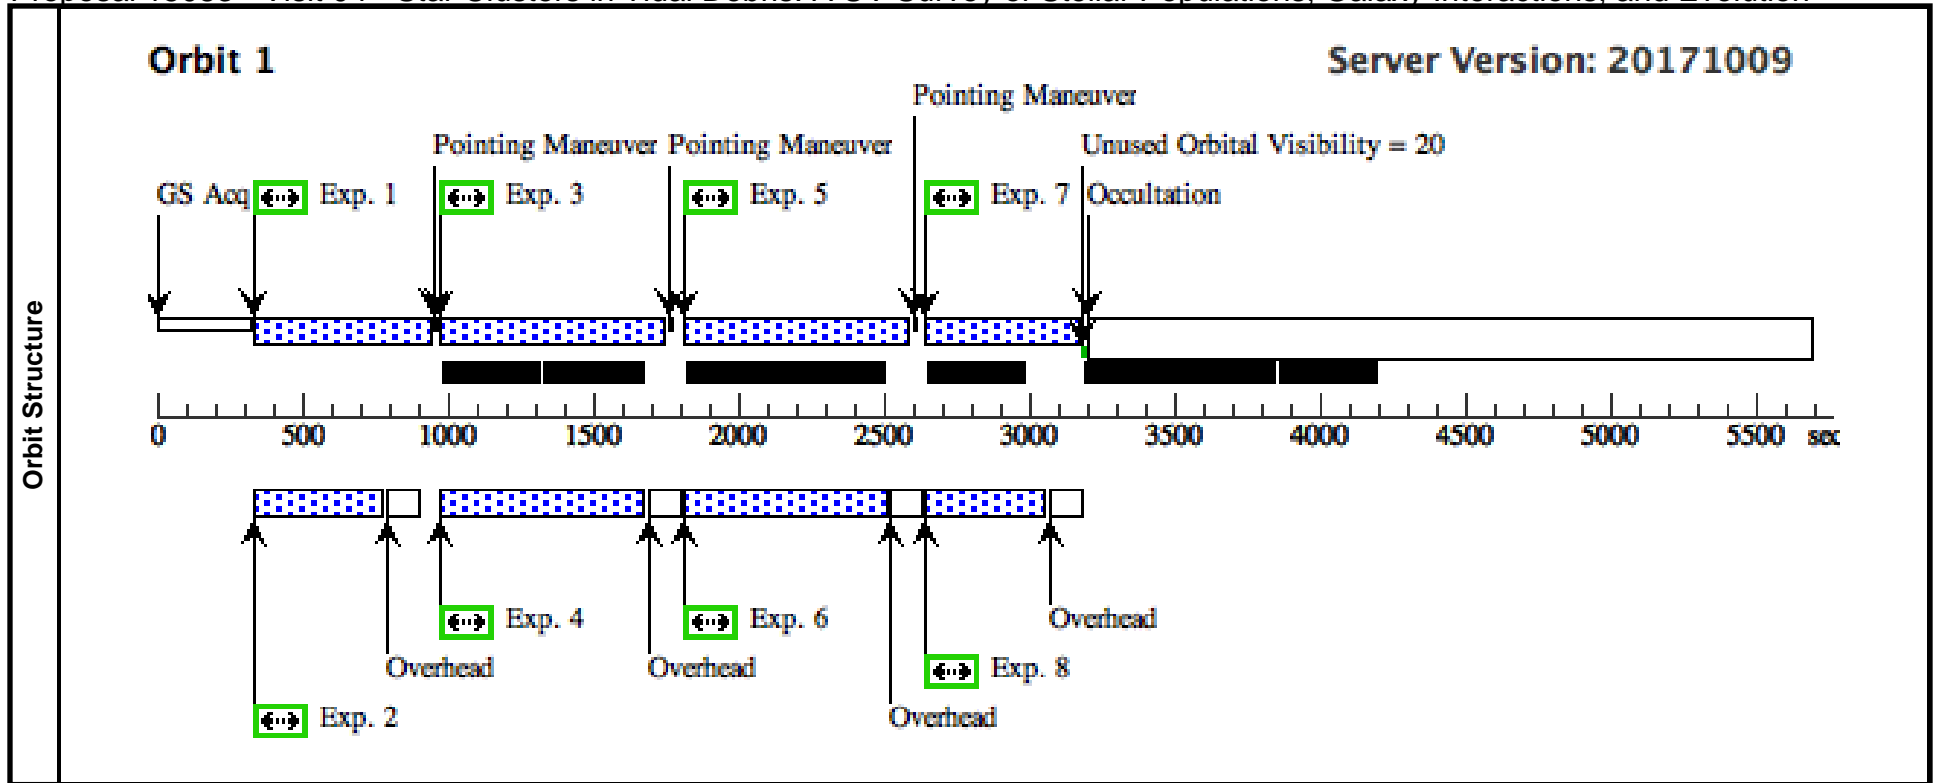 Orbit 1
Server Version: 20171009
Pointing Maneuver
Pointing Maneuver Pointing Maneuver Unused Orbital Visibility = 20
GS Acq Exp. 1 Exp. 3 Exp. 5 Exp. 7 Occultation
Orbit Structure
0 500 1000 1500 2000 2500 3000 3500 4000 4500 5000 5500 sec
Exp. 4 Exp. 6 Overhead
Overhead Overhead Exp. 8
Exp. 2 Overhead